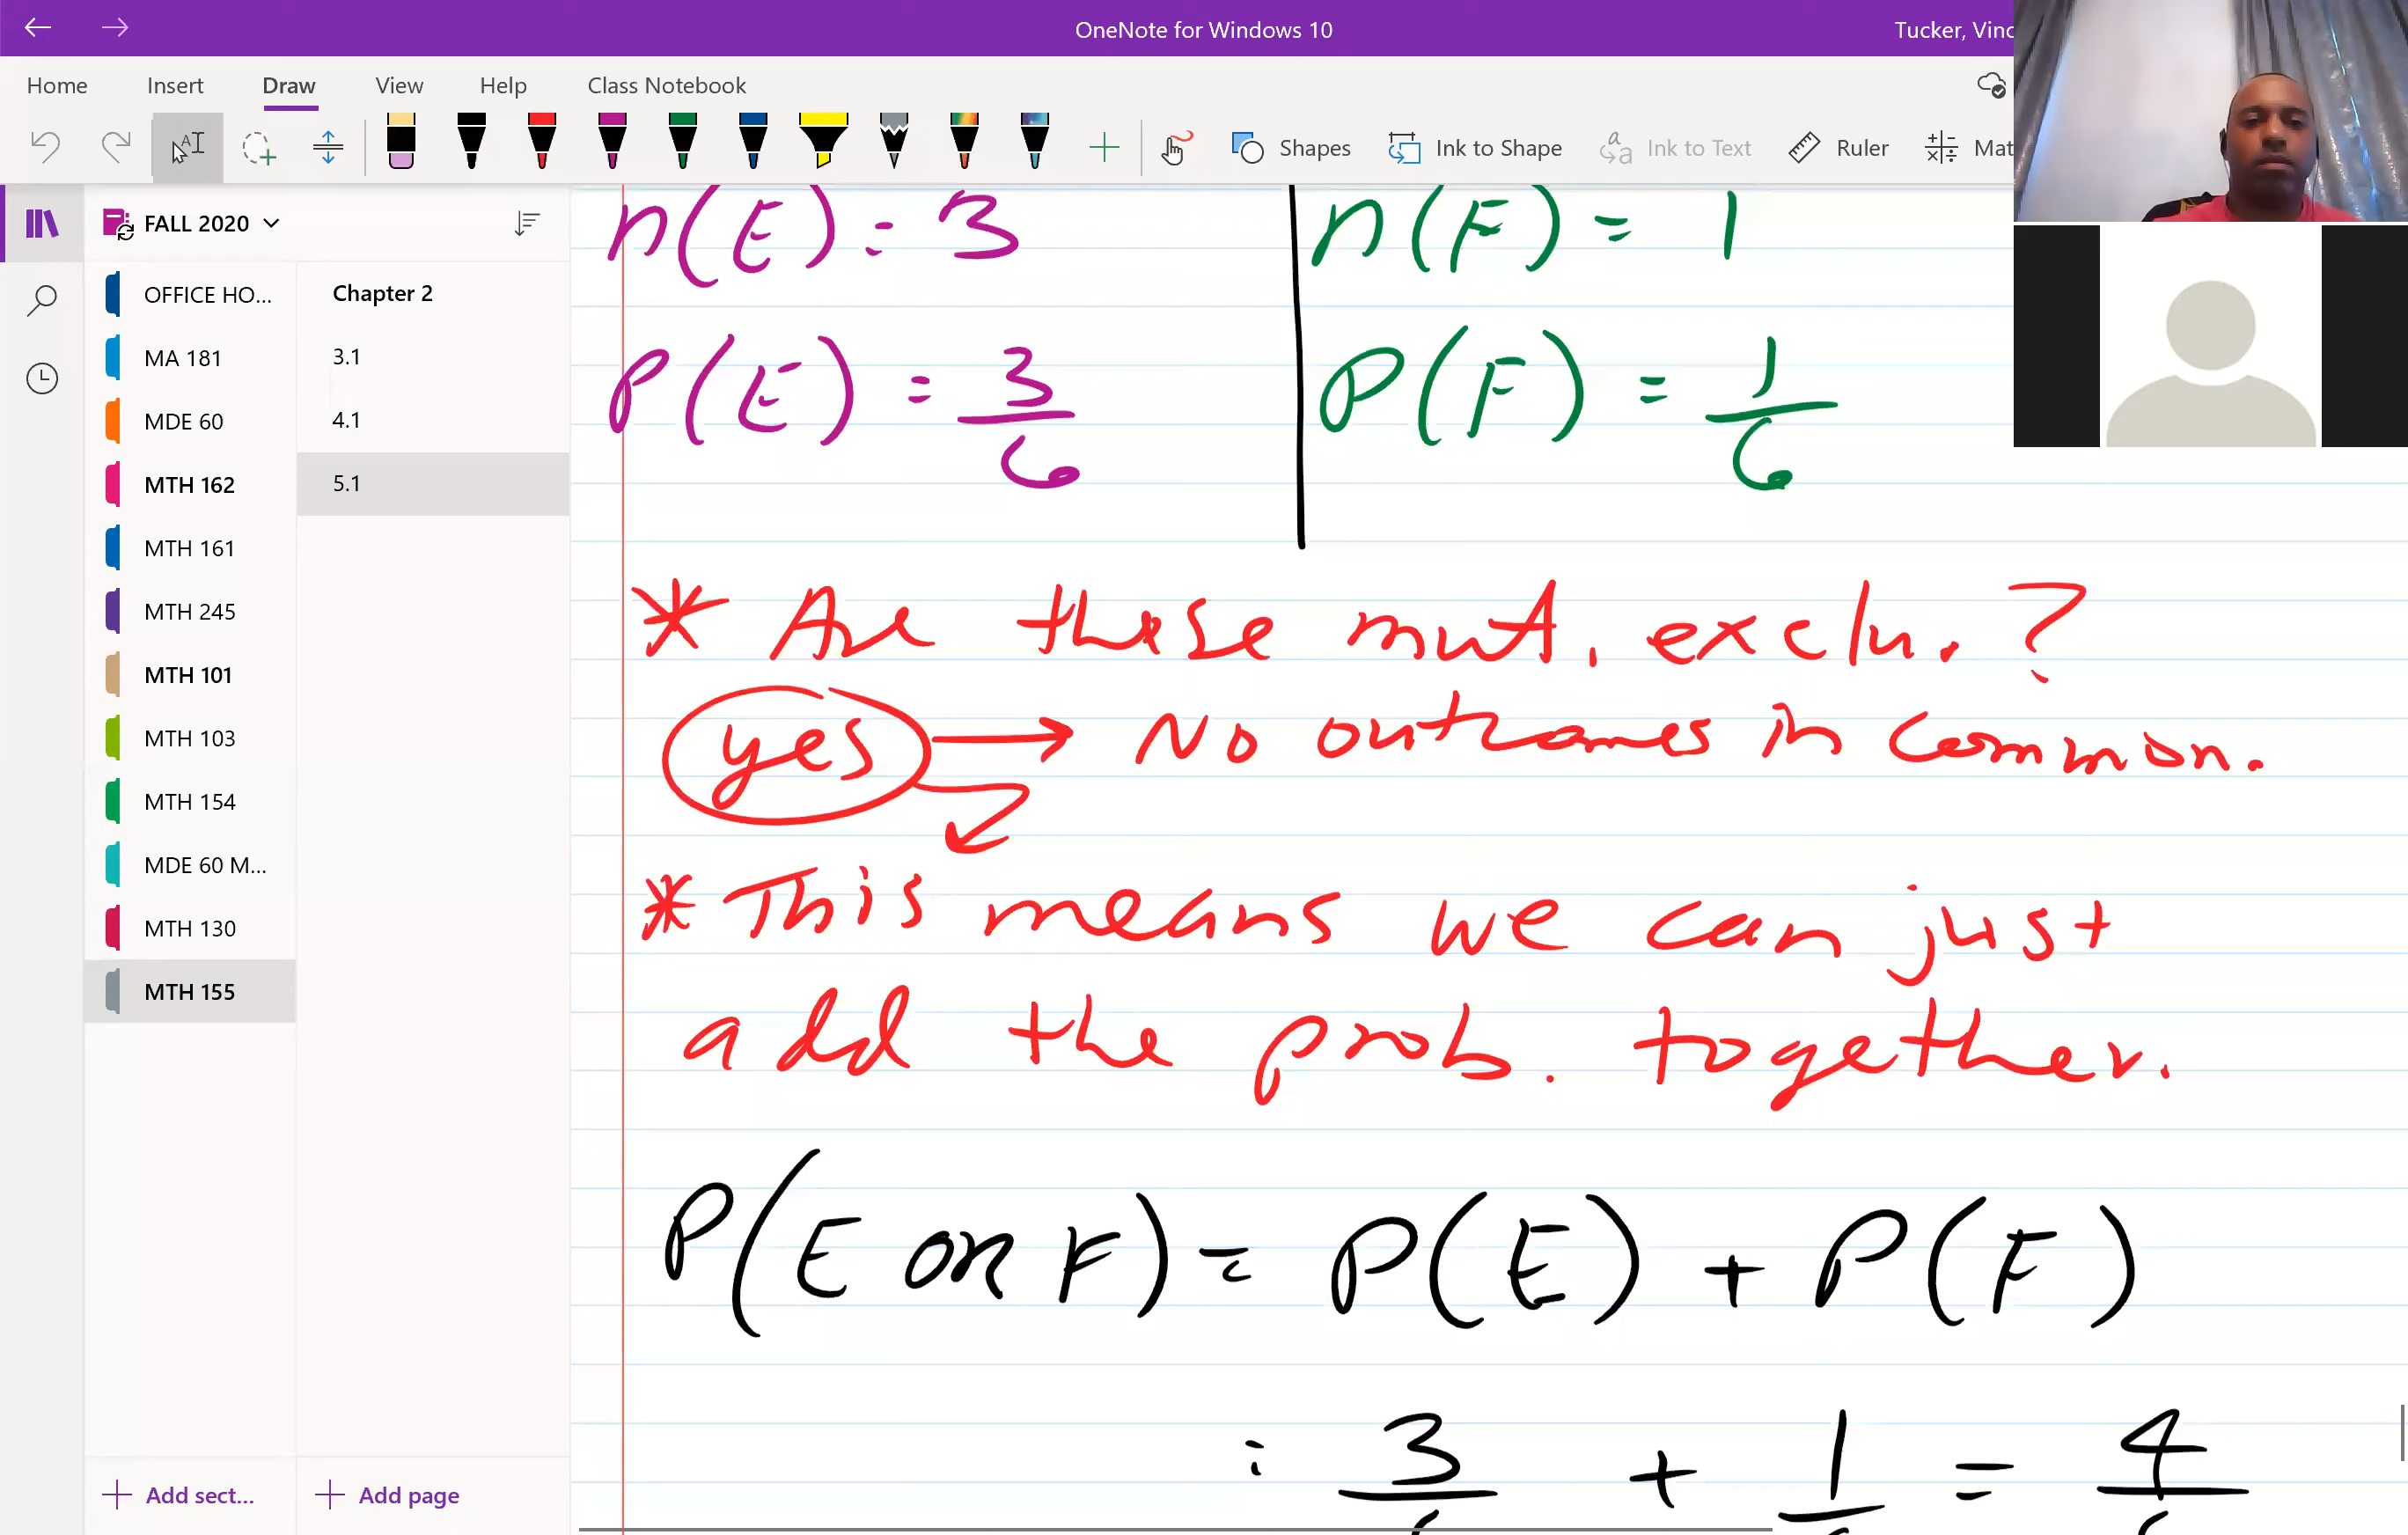 OneNote for Windows 10
Tucker, Vinc
Home Insert Draw View Help Class Notebook
Shapes Ink to Shape Ink to Text Ruler Mat
FALL 2020
OFFICE HO...
MA 181
MDE 60
MTH 162
MTH 161
MTH 245
MTH 101
MTH 103
MTH 154
MDE 60 M...
MTH 130
MTH 155
Add sect...
Chapter 2
3.1
4.1
5.1
Add page
n(E) = 3
P(E) = 3/6
n(F) = 1
P(F) = 1/6
* Are these mut. exclu. ?
yes → No outcomes in common.
* This means we can just
add the prob. together.
P(E or F) = P(E) + P(F)
= 3/6 + 1/6 = 4/6